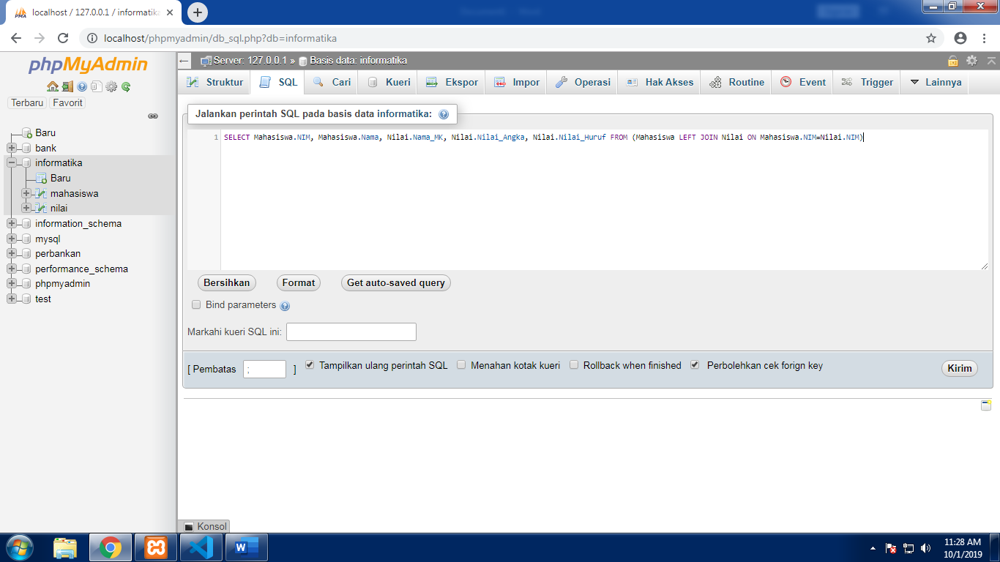 localhost / 127.0.0.1 / informatika
localhost/phpmyadmin/db_sql.php?db=informatika
phpMyAdmin
Terbaru Favorit
Baru
bank
informatika
Baru
mahasiswa
nilai
information_schema
mysql
perbankan
performance_schema
phpmyadmin
test
Server: 127.0.0.1 » Basis data: informatika
Struktur SQL Cari Kueri Ekspor Impor Operasi Hak Akses Routine Event Trigger Lainnya
Jalankan perintah SQL pada basis data informatika:
1 SELECT Mahasiswa.NIM, Mahasiswa.Nama, Nilai.Nama_MK, Nilai.Nilai_Angka, Nilai.Nilai_Huruf FROM (Mahasiswa LEFT JOIN Nilai ON Mahasiswa.NIM=Nilai.NIM)
Bersihkan Format Get auto-saved query
Bind parameters
Markahi kueri SQL ini:
[ Pembatas ; ] Tampilkan ulang perintah SQL Menahan kotak kueri Rollback when finished Perbolehkan cek forign key Kirim
Konsol
11:28 AM
10/1/2019